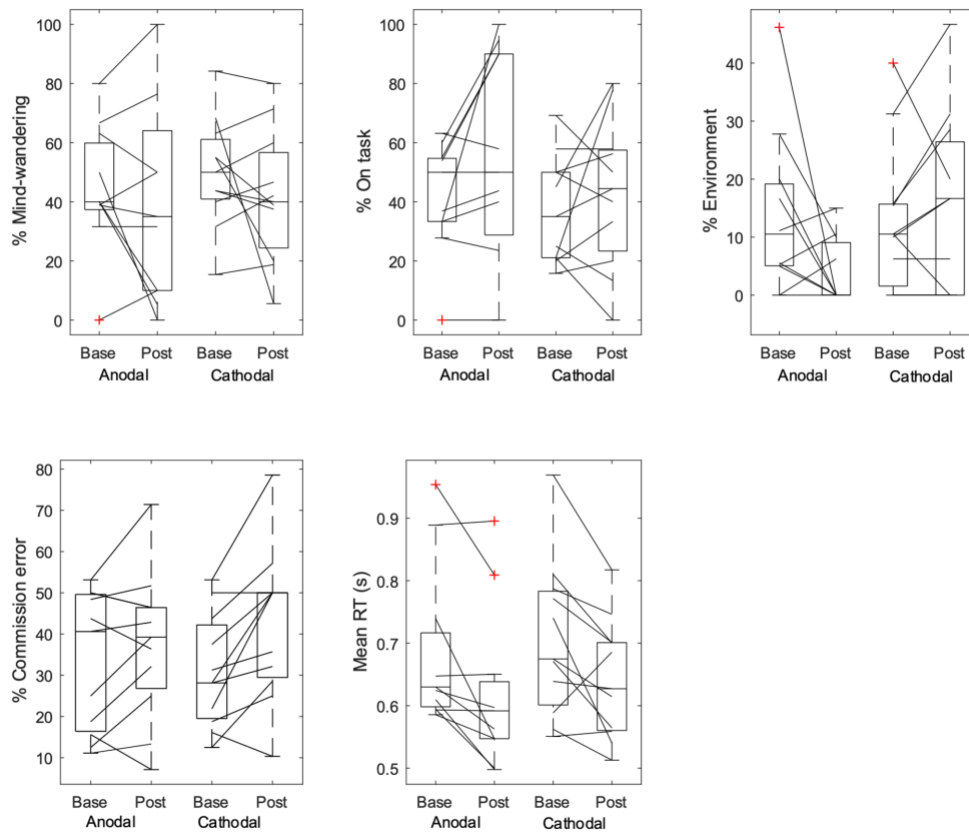 % Mind-wandering
100
80
60
40
20
0
Base Post Base Post
Anodal Cathodal
% On task
100
80
60
40
20
0
Base Post Base Post
Anodal Cathodal
% Environment
40
30
20
10
0
Base Post Base Post
Anodal Cathodal
% Commission error
80
70
60
50
40
30
20
10
Base Post Base Post
Anodal Cathodal
Mean RT (s)
0.9
0.8
0.7
0.6
0.5
Base Post Base Post
Anodal Cathodal